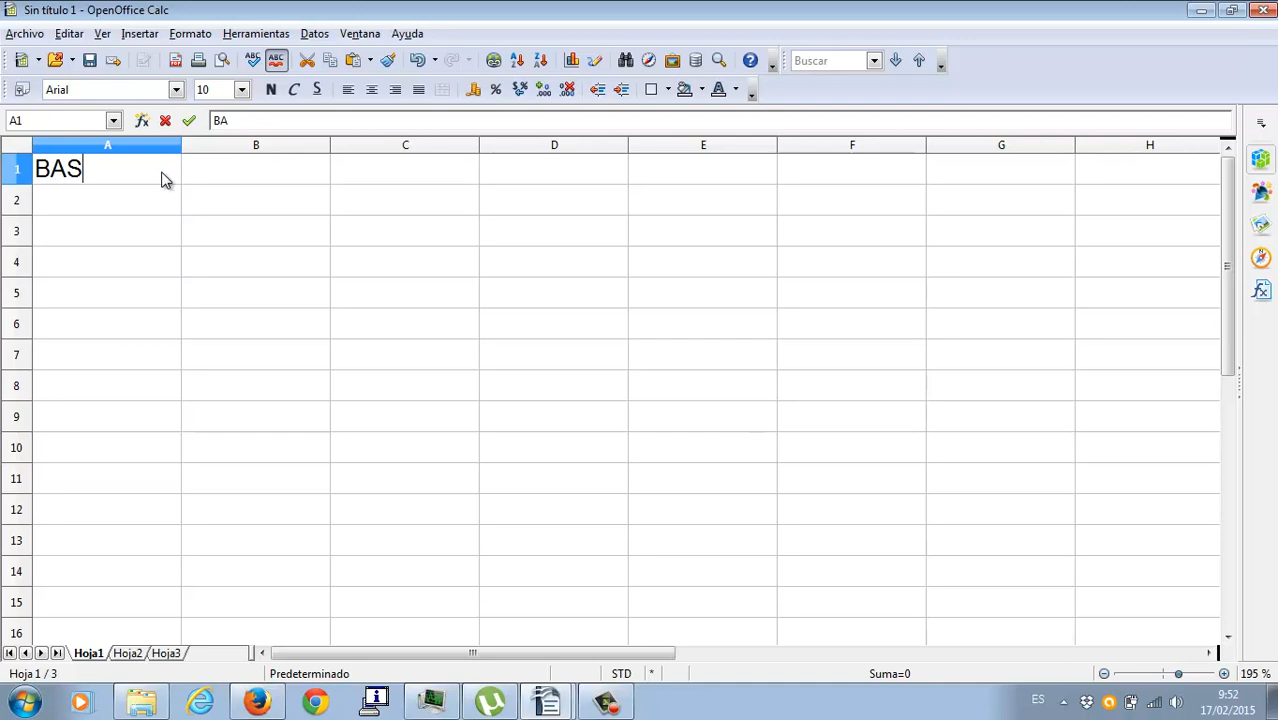 Sin título 1 - OpenOffice Calc
Archivo Editar Ver Insertar Formato Herramientas Datos Ventana Ayuda
ABC ABC Buscar
Arial 10 N C S
A1 BA
A B C D E F G H
1 BAS
2
3
4
5
6
7
8
9
10
11
12
13
14
15
16
Hoja1 Hoja2 Hoja3
Hoja 1 / 3 Predeterminado STD * Suma=0 195 %
ES 9:52
17/02/2015